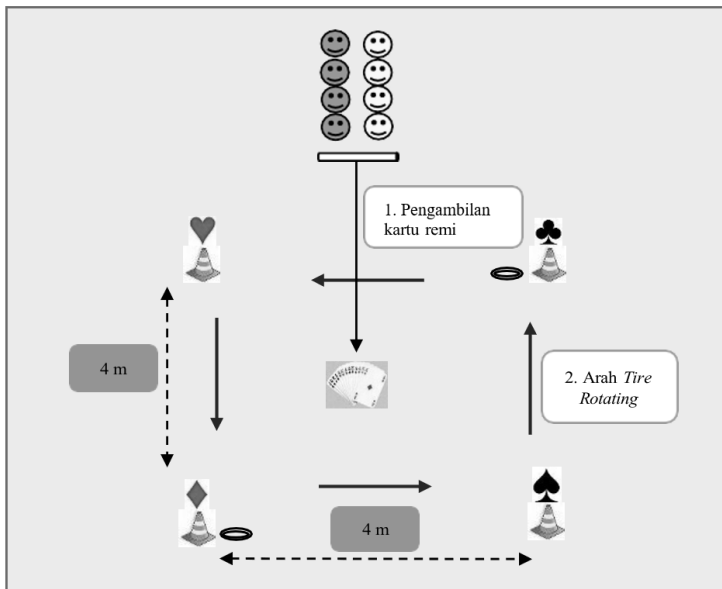 1. Pengambilan
kartu remi
4 m
2. Arah Tire
Rotating
4 m